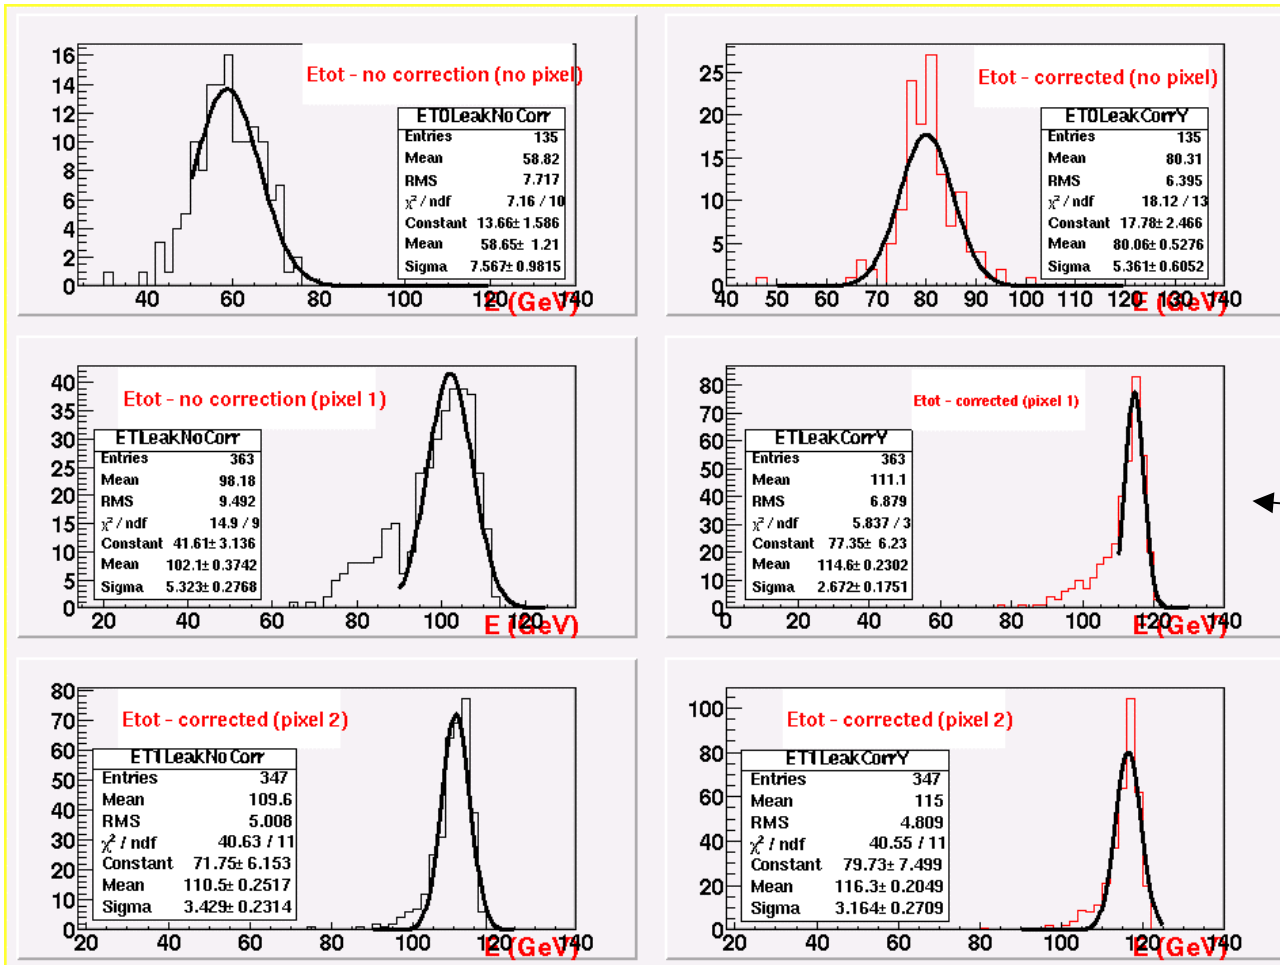 Etot - no correction (no pixel)
ET0LeakNoCorr
Entries 135
Mean 58.82
RMS 7.717
χ² / ndf 7.16 / 10
Constant 13.66± 1.586
Mean 58.65± 1.21
Sigma 7.567± 0.9815
16
14
12
10
8
6
4
2
0
40 60 80 100 120 140
E (GeV)
Etot - corrected (no pixel)
ET0LeakCorrY
Entries 135
Mean 80.31
RMS 6.395
χ² / ndf 18.12 / 13
Constant 17.78± 2.466
Mean 80.06± 0.5276
Sigma 5.361± 0.6052
25
20
15
10
5
0
40 50 60 70 80 90 100 110 120 130 140
E (GeV)
Etot - no correction (pixel 1)
ET1LeakNoCorr
Entries 363
Mean 98.18
RMS 9.492
χ² / ndf 14.9 / 9
Constant 41.61± 3.136
Mean 102.1± 0.3742
Sigma 5.323± 0.2768
40
35
30
25
20
15
10
5
0
20 40 60 80 100 120
E (GeV)
Etot - corrected (pixel 1)
ET1LeakCorrY
Entries 363
Mean 111.1
RMS 6.879
χ² / ndf 5.837 / 3
Constant 77.35± 6.23
Mean 114.6± 0.2302
Sigma 2.672± 0.1751
80
70
60
50
40
30
20
10
0
0 20 40 60 80 100 120 140
E (GeV)
Etot - corrected (pixel 2)
ET1LeakNoCorr
Entries 347
Mean 109.6
RMS 5.008
χ² / ndf 40.63 / 11
Constant 71.75± 6.153
Mean 110.5± 0.2517
Sigma 3.429± 0.2314
80
70
60
50
40
30
20
10
0
20 40 60 80 100 120 140
E (GeV)
Etot - corrected (pixel 2)
ET1LeakCorrY
Entries 347
Mean 115
RMS 4.809
χ² / ndf 40.55 / 11
Constant 79.73± 7.499
Mean 116.3± 0.2049
Sigma 3.164± 0.2709
100
80
60
40
20
0
20 40 60 80 100 120 140
E (GeV)